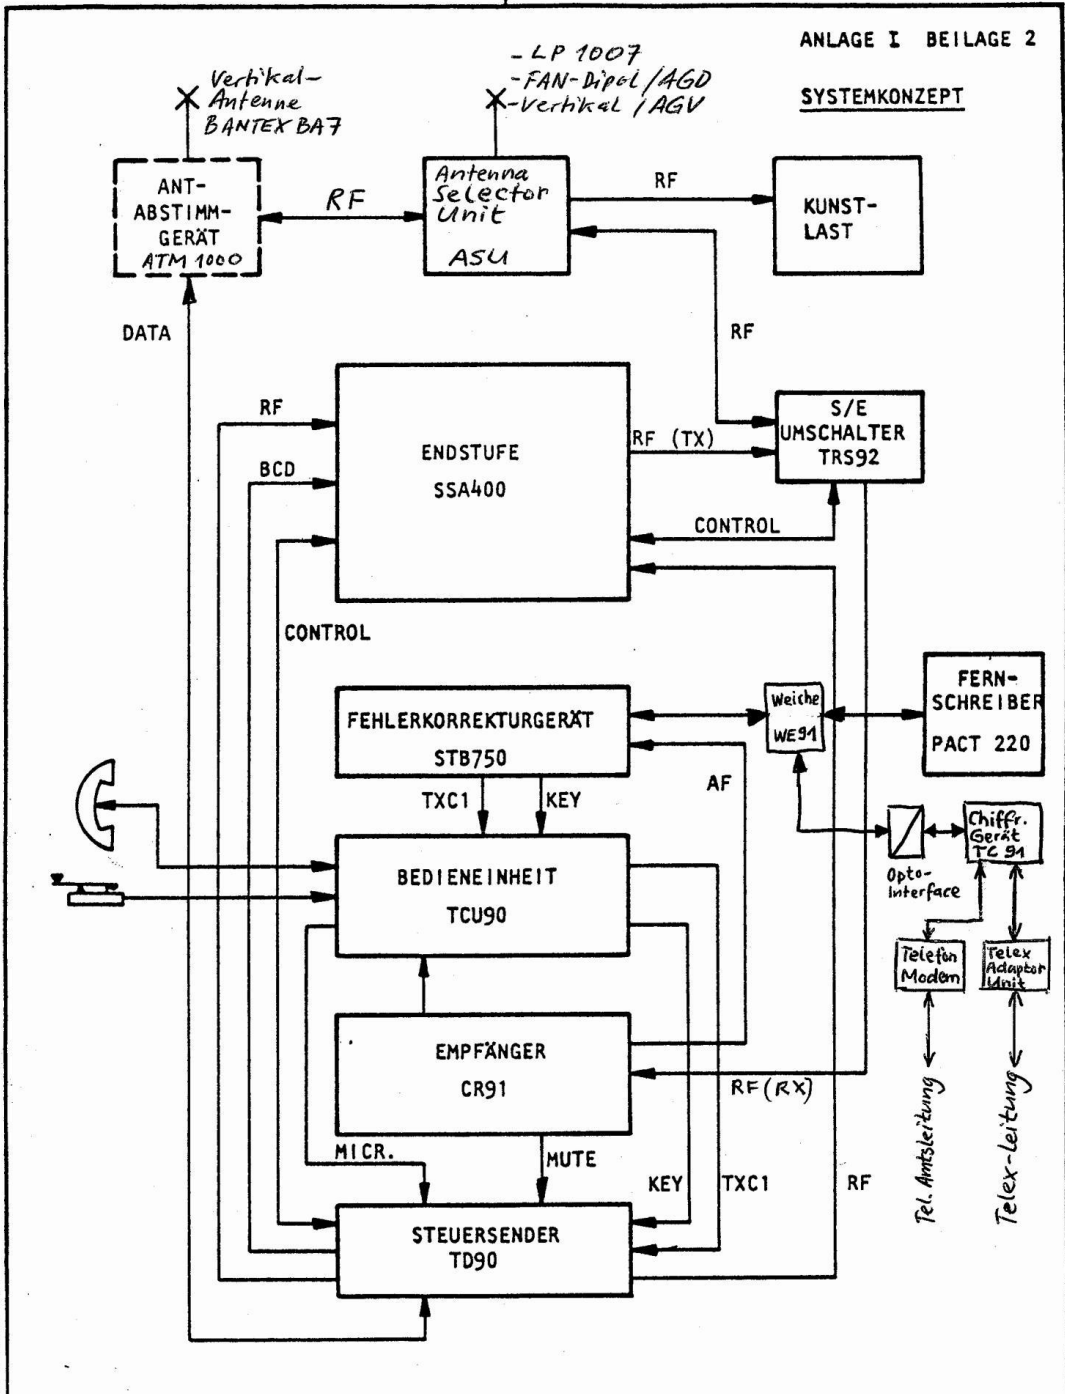 ANLAGE I BEILAGE 2
SYSTEMKONZEPT
Vertikal-
Antenne
BANTEX BA7
- LP 1007
- FAN-Dipol/AGD
- Vertikal/AGV
ANT-
ABSTIMM-
GERÄT
ATM 1000
RF
Antenna
Selector
Unit
ASU
RF
KUNST-
LAST
DATA
RF
RF
BCD
ENDSTUFE
SSA400
RF (TX)
S/E
UMSCHALTER
TRS92
CONTROL
CONTROL
FEHLERKORREKTURGERÄT
STB750
Weiche
WE91
FERN-
SCHREIBER
PACT 220
TXC1
KEY
AF
Chiffr.
Gerät
TC 91
Opto-
Interface
BEDIENEINHEIT
TCU90
Telefon
Modem
Telex
Adaptor
Unit
EMPFÄNGER
CR91
RF (RX)
Tel. Amtsleitung
Telex-Leitung
MICR.
MUTE
KEY
TXC1
RF
STEUERSENDER
TD90